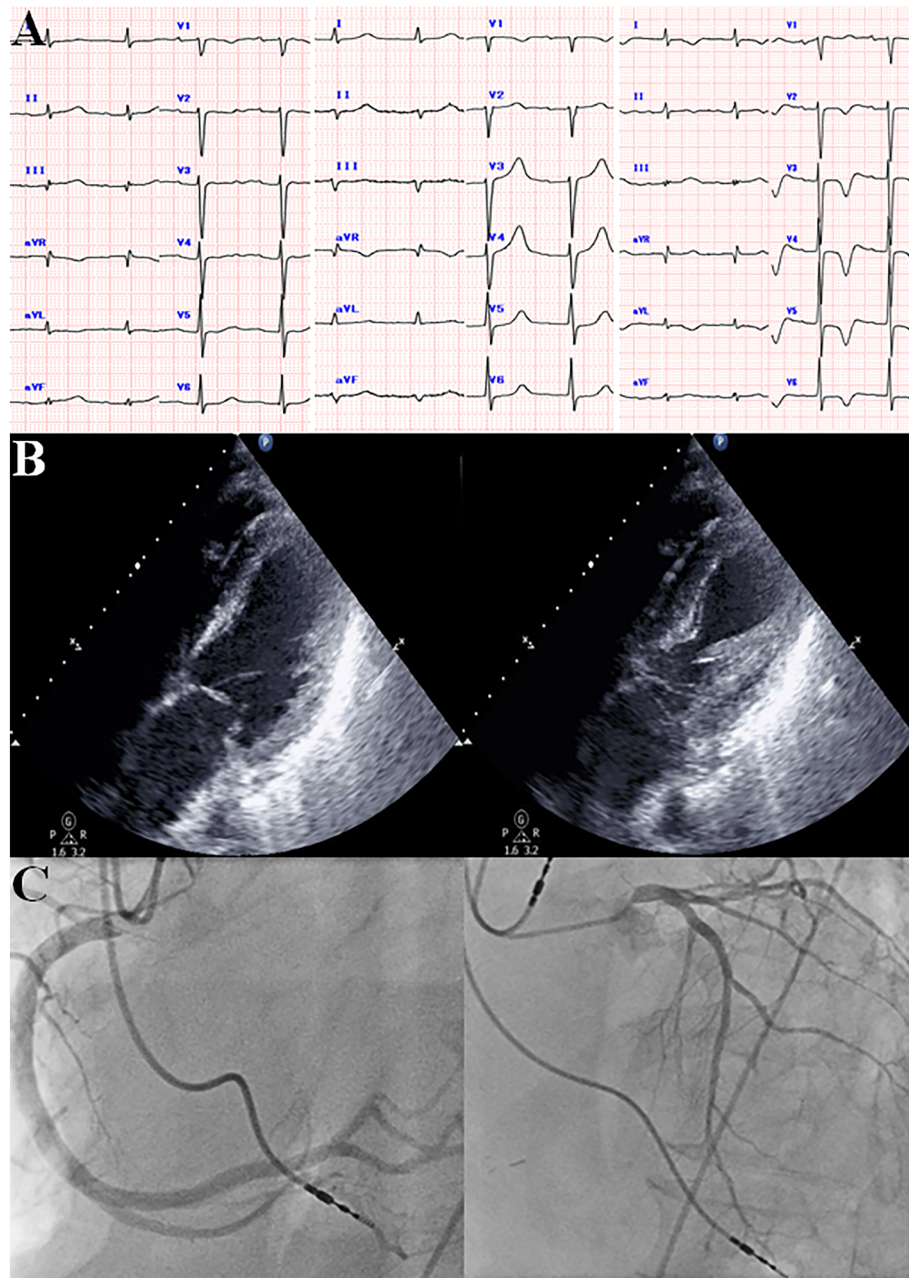 A
I V1 I V1 I V1
II V2 II V2 II V2
III V3 III V3 III V3
aVR V4 aVR V4 aVR V4
aVL V5 aVL V5 aVL V5
aVF V6 aVF V6 aVF V6
B
P P
X X X X
G G
P R P R
1.6 3.2 1.6 3.2
C